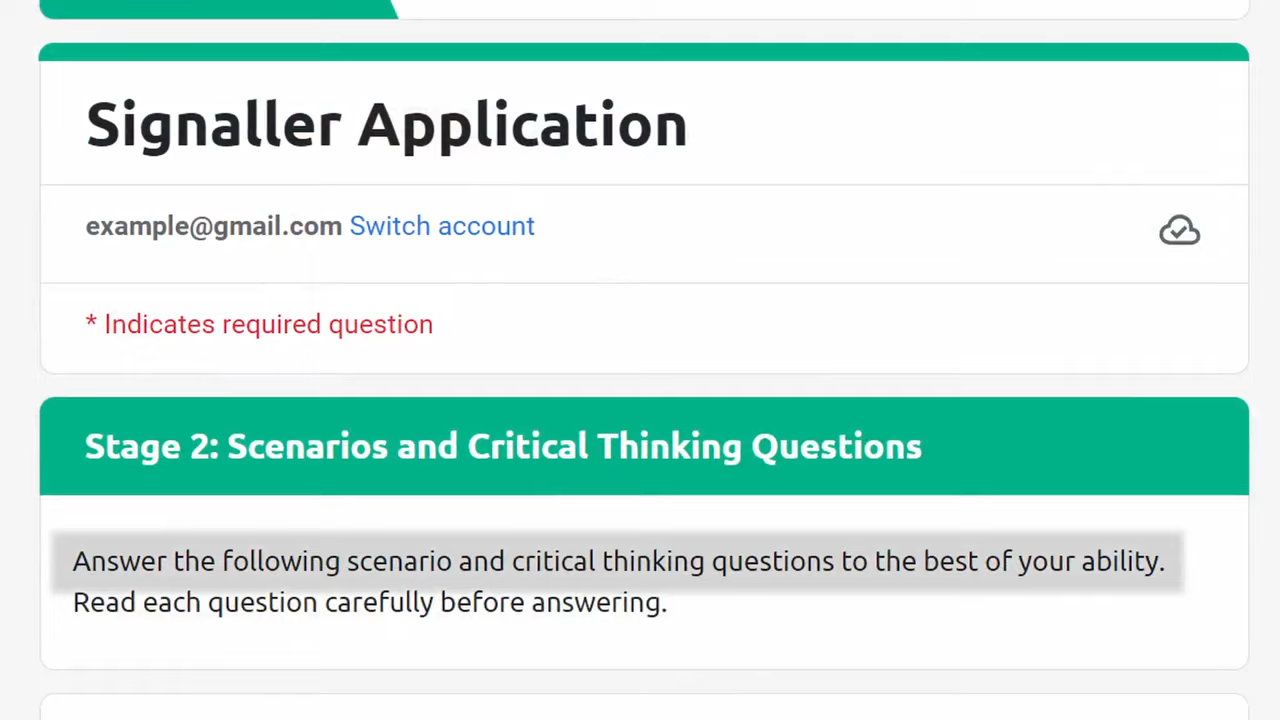 Signaller Application
example@gmail.com Switch account
* Indicates required question
Stage 2: Scenarios and Critical Thinking Questions
Answer the following scenario and critical thinking questions to the best of your ability.
Read each question carefully before answering.